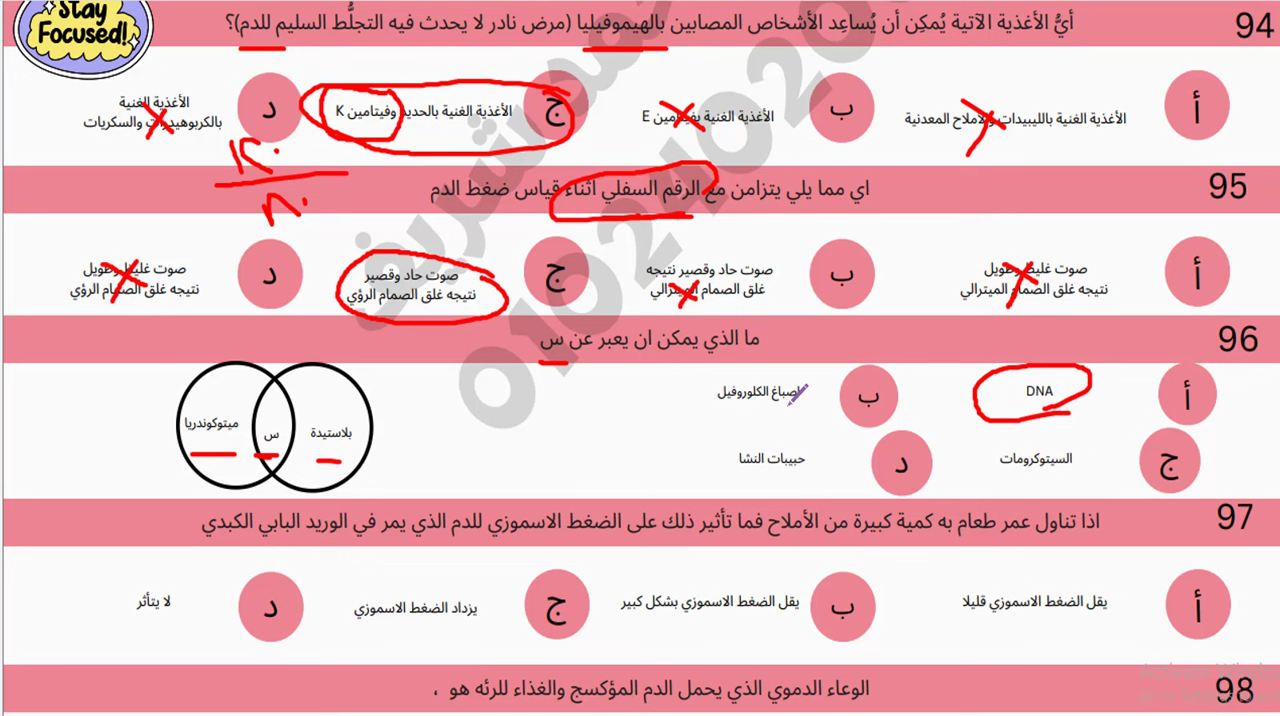 Stay
Focused!
94
أيُّ الأغذية الآتية يُمكِن أن يُساعِد الأشخاص المصابين بالهيموفيليا (مرض نادر لا يحدث فيه التجلُّط السليم للدم)؟
أ
الأغذية الغنية بالليبيدات والأملاح المعدنية
ب
الأغذية الغنية بفيتامين E
ج
الأغذية الغنية بالحديد وفيتامين K
د
الأغذية الغنية
بالكربوهيدرات والسكريات
95
اي مما يلي يتزامن مع الرقم السفلي اثناء قياس ضغط الدم
أ
صوت غليظ وطويل
نتيجه غلق الصمام الميترالي
ب
صوت حاد وقصير نتيجه
غلق الصمام الميترالي
ج
صوت حاد وقصير
نتيجه غلق الصمام الرؤي
د
صوت غليظ وطويل
نتيجه غلق الصمام الرؤي
96
ما الذي يمكن ان يعبر عن س
أ
DNA
ب
اصباغ الكلوروفيل
ج
السيتوكرومات
د
حبيبات النشا
بلاستيدة
س
ميتوكوندريا
97
اذا تناول عمر طعام به كمية كبيرة من الأملاح فما تأثير ذلك على الضغط الاسموزي للدم الذي يمر في الوريد البابي الكبدي
أ
يقل الضغط الاسموزي قليلا
ب
يقل الضغط الاسموزي بشكل كبير
ج
يزداد الضغط الاسموزي
د
لا يتأثر
98
الوعاء الدموي الذي يحمل الدم المؤكسج والغذاء للرئه هو ،